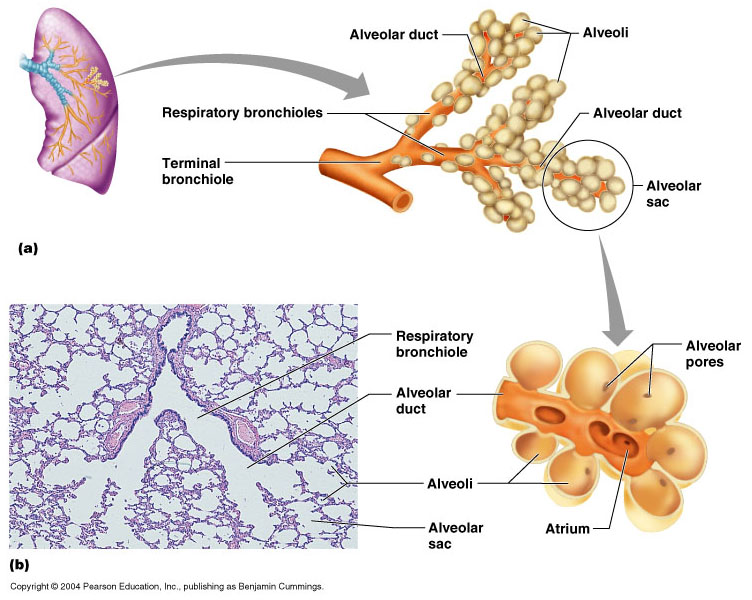 Alveolar duct
Alveoli
Respiratory bronchioles
Alveolar duct
Terminal
bronchiole
Alveolar
sac
(a)
Respiratory
bronchiole
Alveolar
pores
Alveolar
duct
Alveoli
Alveolar
sac
Atrium
(b)
Copyright © 2004 Pearson Education, Inc., publishing as Benjamin Cummings.